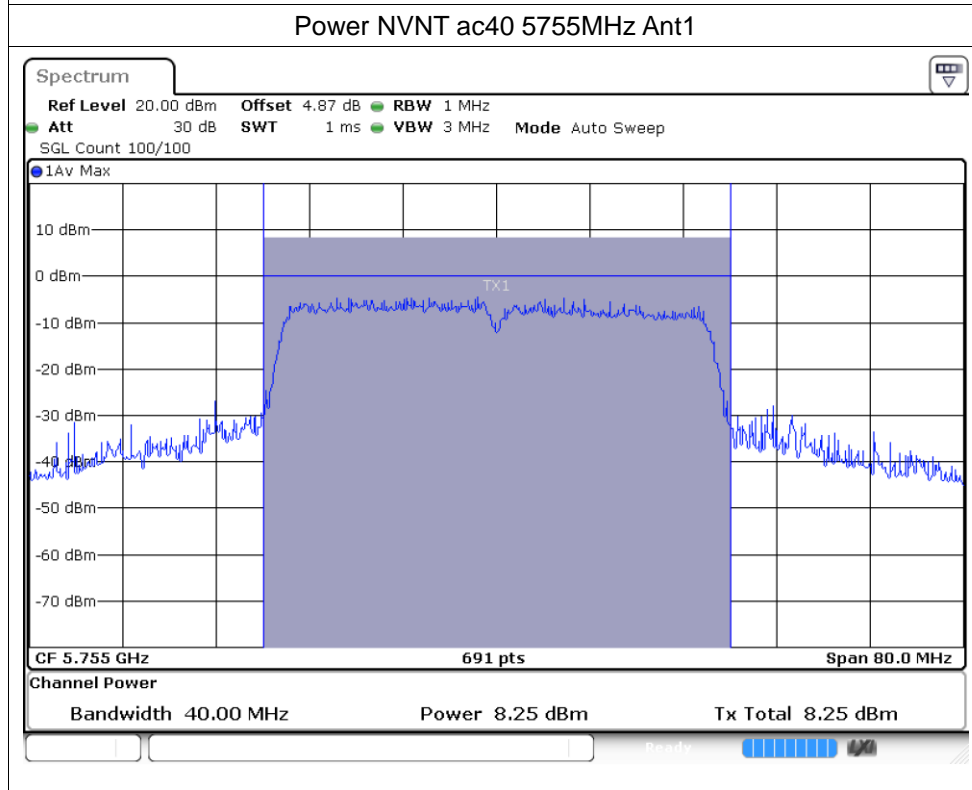 Power NVNT ac40 5755MHz Ant1
Spectrum
Ref Level 20.00 dBm Offset 4.87 dB RBW 1 MHz
Att 30 dB SWT 1 ms VBW 3 MHz Mode Auto Sweep
SGL Count 100/100
1Av Max
10 dBm
0 dBm
TX1
-10 dBm
-20 dBm
-30 dBm
-40 dBm
-50 dBm
-60 dBm
-70 dBm
CF 5.755 GHz 691 pts Span 80.0 MHz
Channel Power
Bandwidth 40.00 MHz Power 8.25 dBm Tx Total 8.25 dBm
Ready LXI